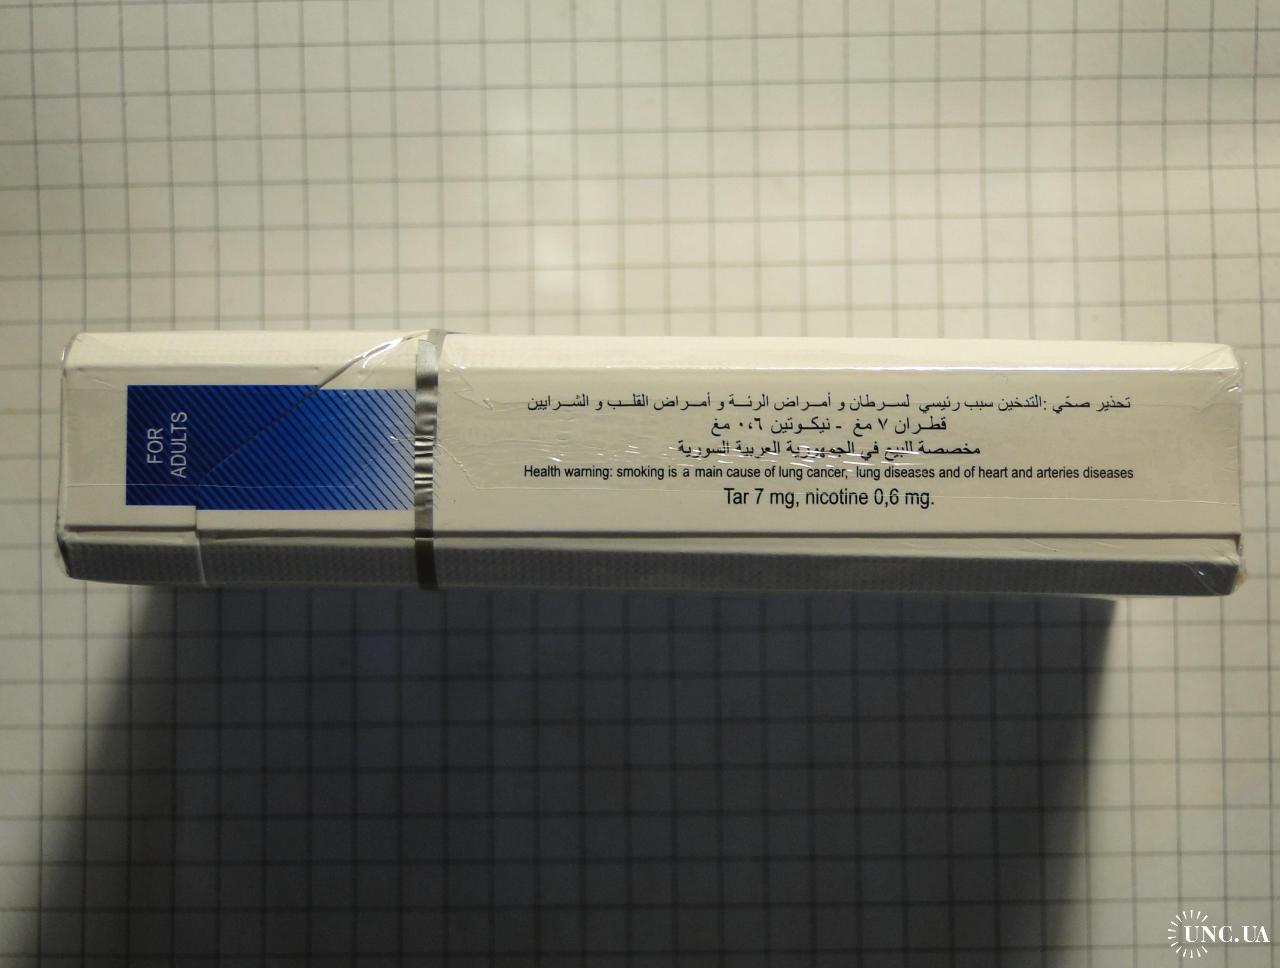 FOR
ADULTS
تحذير صحّي :التدخين سبب رئيسي لسرطان و أمراض الرئة و أمراض القلب و الشرايين
قطران ٧ مغ - نيكوتين ٠،٦ مغ
مخصصة للبيع في الجمهورية العربية السورية
Health warning: smoking is a main cause of lung cancer, lung diseases and of heart and arteries diseases
Tar 7 mg, nicotine 0,6 mg.
UNC.UA